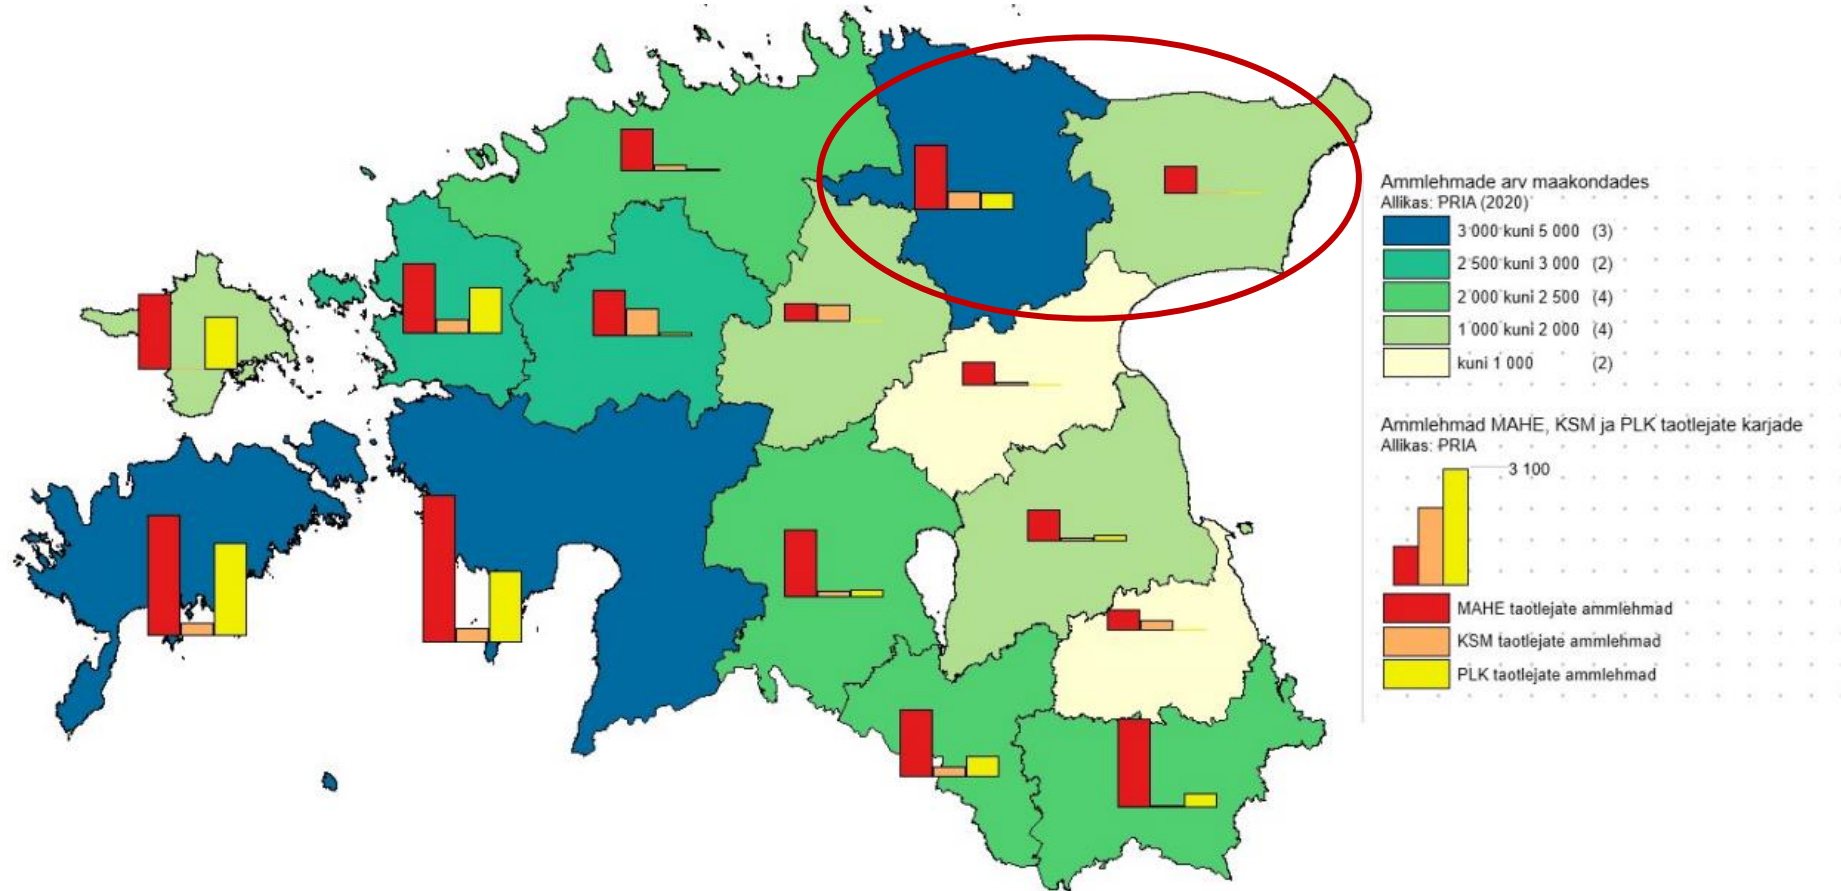 Ammlehmade arv maakondades
Allikas: PRIA (2020)
3 000 kuni 5 000 (3)
2 500 kuni 3 000 (2)
2 000 kuni 2 500 (4)
1 000 kuni 2 000 (4)
kuni 1 000 (2)
Ammlehmad MAHE, KSM ja PLK taotlejate karjade
Allikas: PRIA
3 100
MAHE taotlejate ammlehmad
KSM taotlejate ammlehmad
PLK taotlejate ammlehmad